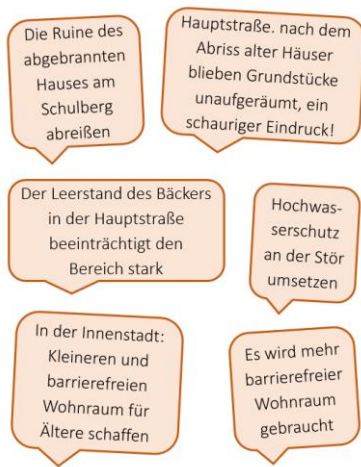 Die Ruine des
abgebrannten
Hauses am
Schulberg
abreißen
Hauptstraße. nach dem
Abriss alter Häuser
blieben Grundstücke
unaufgeräumt, ein
schauriger Eindruck!
Der Leerstand des Bäckers
in der Hauptstraße
beeinträchtigt den
Bereich stark
Hochwas-
serschutz
an der Stör
umsetzen
In der Innenstadt:
Kleineren und
barrierefreien
Wohnraum für
Ältere schaffen
Es wird mehr
barrierefreier
Wohnraum
gebraucht